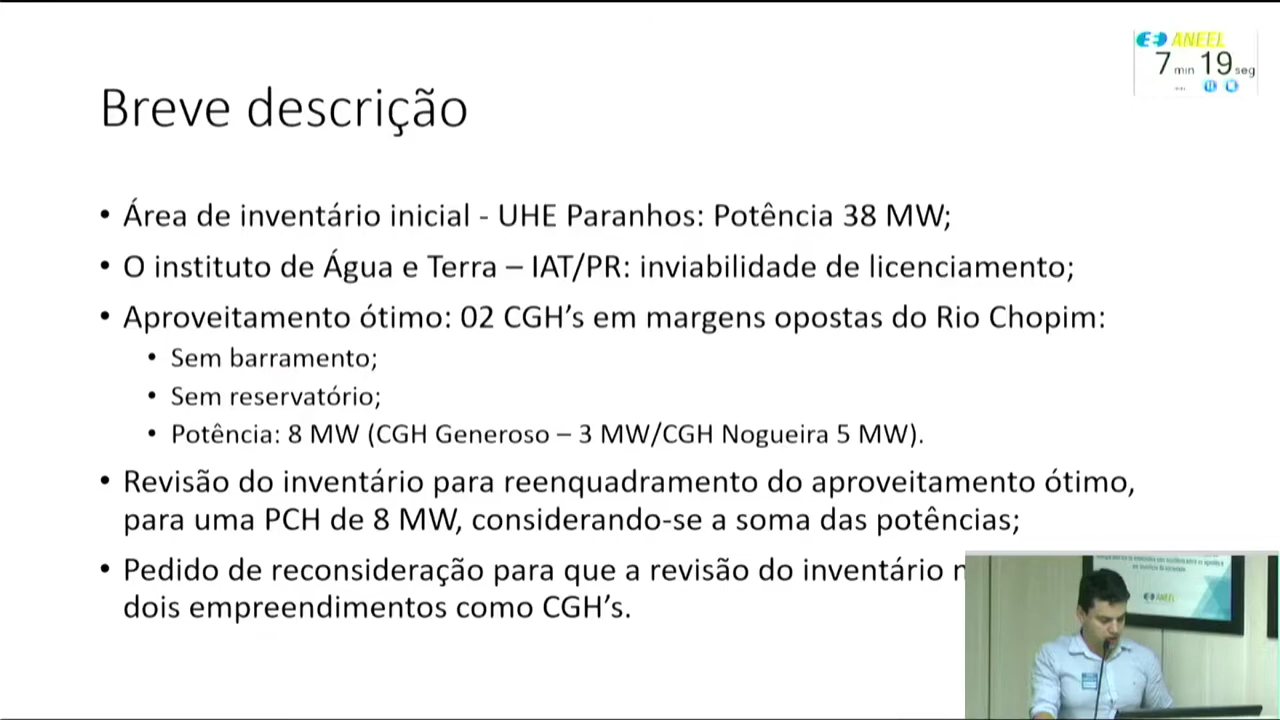 ANEEL
7 min 19 seg
Breve descrição
• Área de inventário inicial - UHE Paranhos: Potência 38 MW;
• O instituto de Água e Terra – IAT/PR: inviabilidade de licenciamento;
• Aproveitamento ótimo: 02 CGH's em margens opostas do Rio Chopim:
• Sem barramento;
• Sem reservatório;
• Potência: 8 MW (CGH Generoso – 3 MW/CGH Nogueira 5 MW).
• Revisão do inventário para reenquadramento do aproveitamento ótimo,
para uma PCH de 8 MW, considerando-se a soma das potências;
• Pedido de reconsideração para que a revisão do inventário
dois empreendimentos como CGH's.
ANEEL